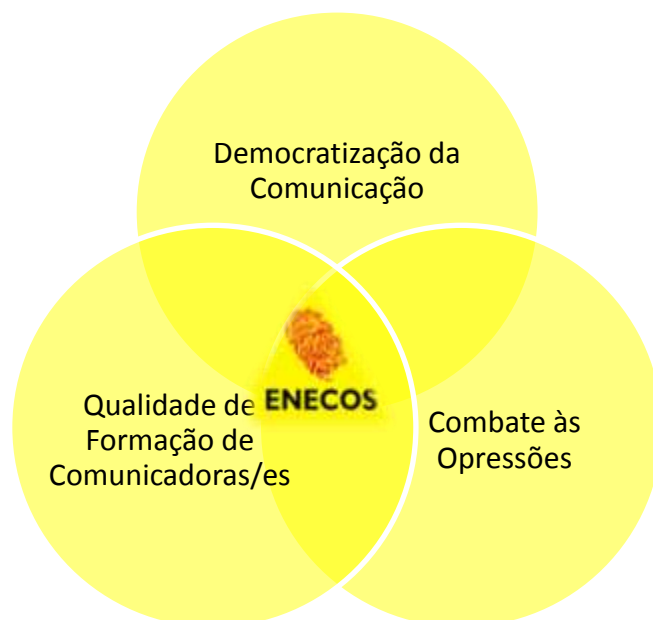 Democratização da
Comunicação
ENECOS
Qualidade de
Formação de
Comunicadoras/es
Combate às
Opressões